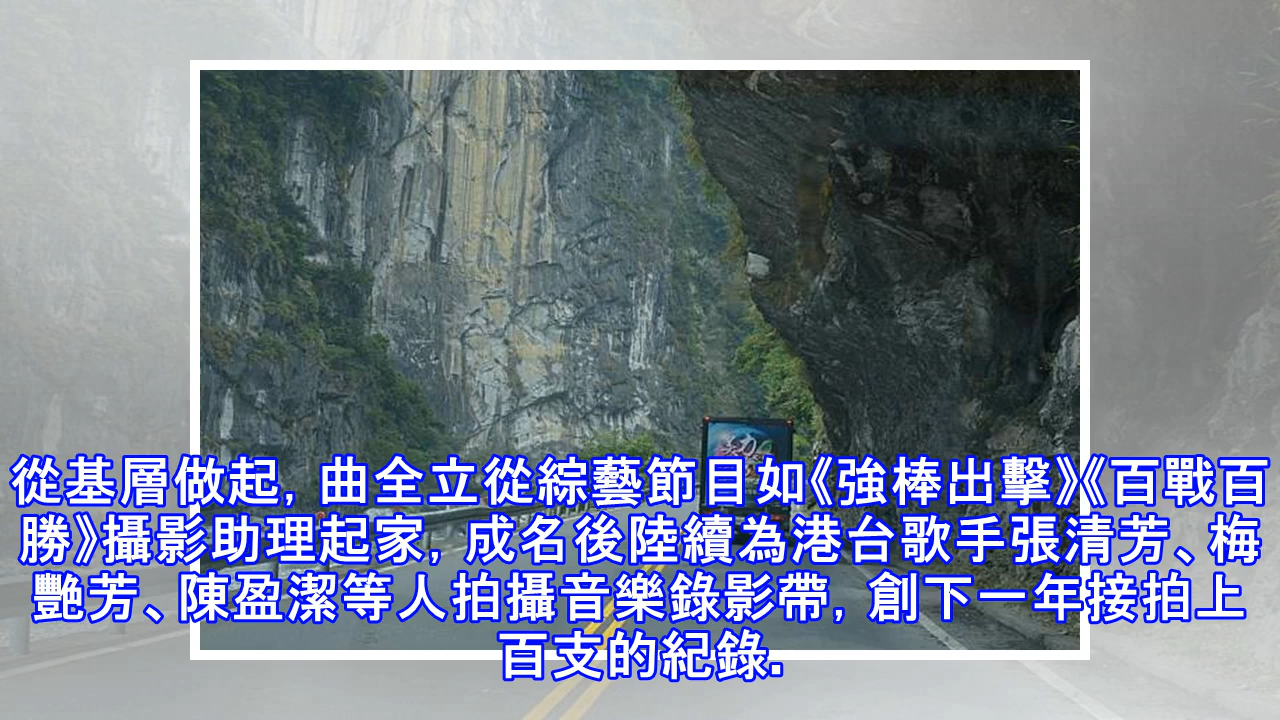 從基層做起, 曲全立從綜藝節目如《強棒出擊》《百戰百
勝》攝影助理起家, 成名後陸續為港台歌手張清芳、梅
艷芳、陳盈潔等人拍攝音樂錄影帶, 創下一年接拍上
百支的紀錄.